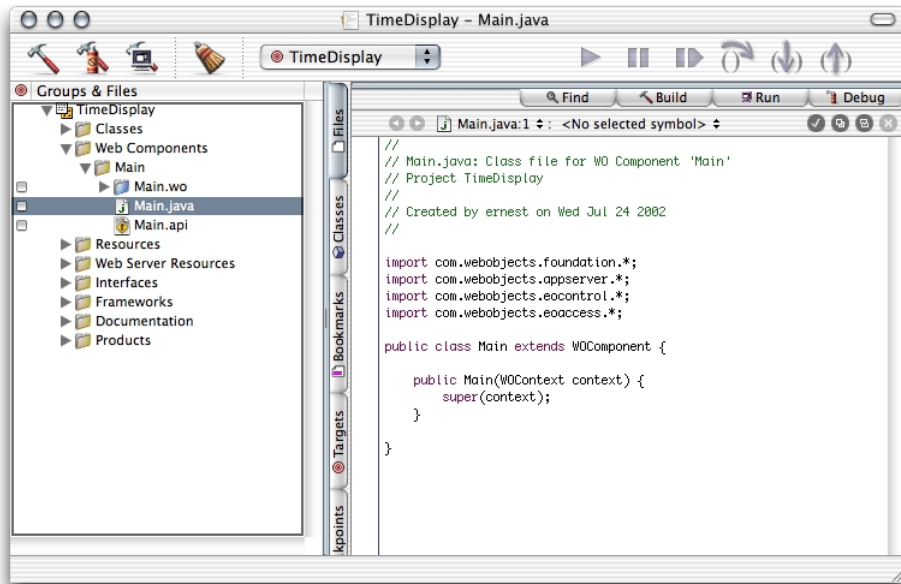 TimeDisplay – Main.java
TimeDisplay
Groups & Files
TimeDisplay
Classes
Web Components
Main
Main.wo
Main.java
Main.api
Resources
Web Server Resources
Interfaces
Frameworks
Documentation
Products
Files
Classes
Bookmarks
Targets
kpoints
Find
Build
Run
Debug
Main.java:1 : <No selected symbol>
//
// Main.java: Class file for WO Component 'Main'
// Project TimeDisplay
//
// Created by ernest on Wed Jul 24 2002
//
import com.webobjects.foundation.*;
import com.webobjects.appserver.*;
import com.webobjects.eocontrol.*;
import com.webobjects.eoaccess.*;
public class Main extends WOComponent {
public Main(WOContext context) {
super(context);
}
}